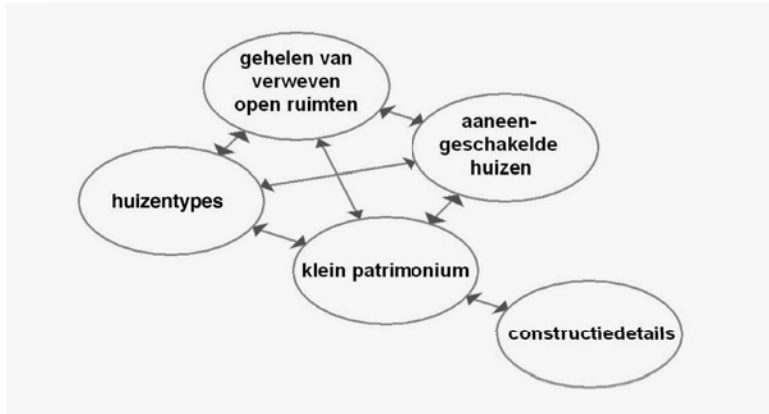 gehelen van
verweven
open ruimten
aaneen-
geschakelde
huizen
huizentypes
klein patrimonium
constructiedetails